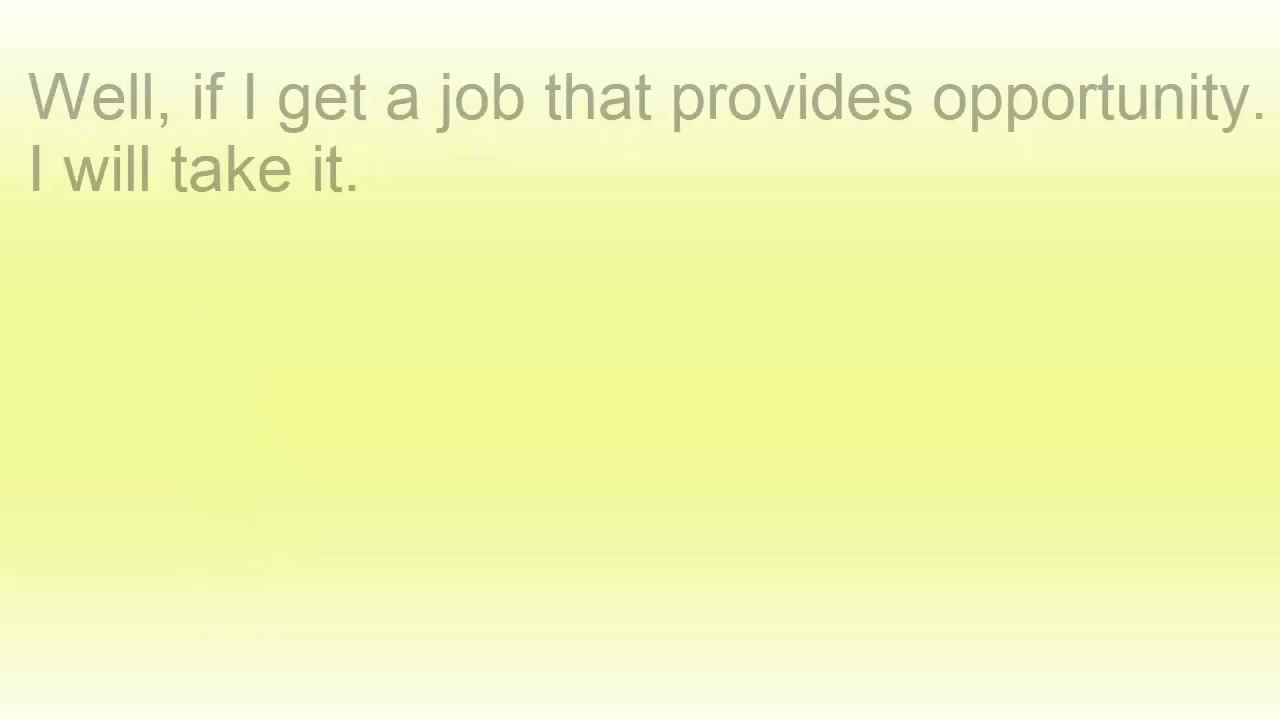 Well, if I get a job that provides opportunity.
I will take it.